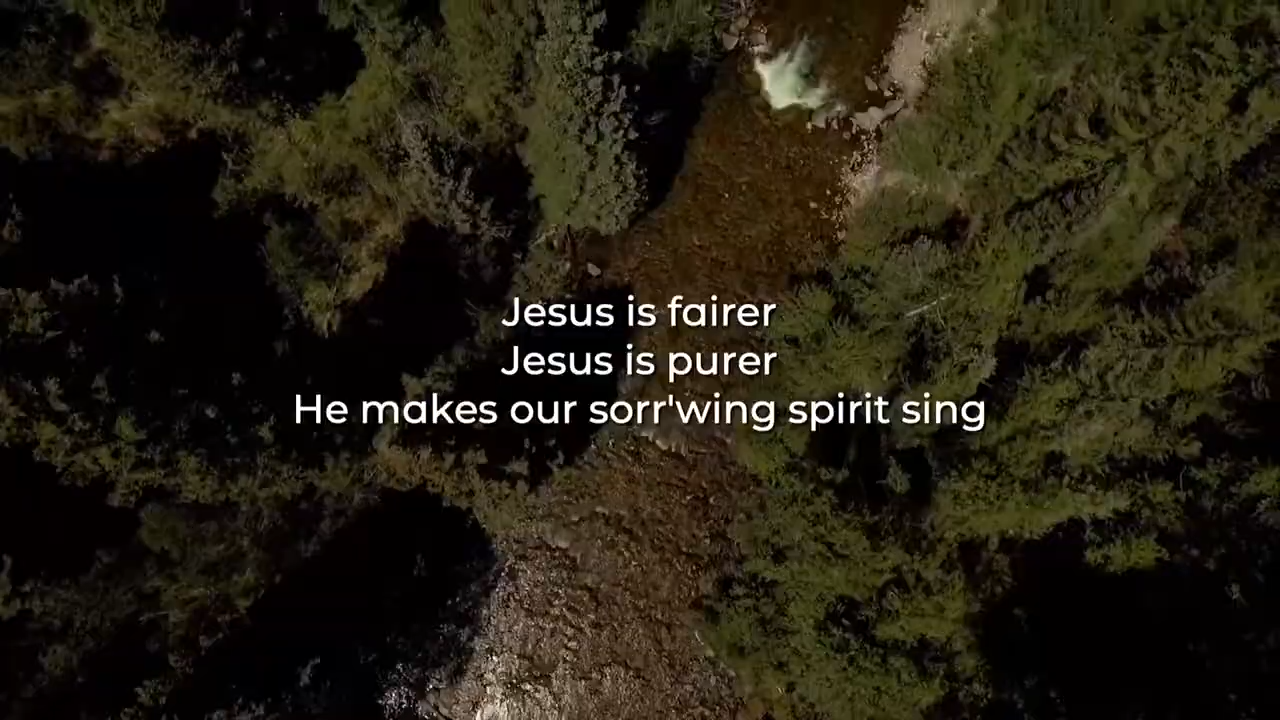 Jesus is fairer
Jesus is purer
He makes our sorr'wing spirit sing